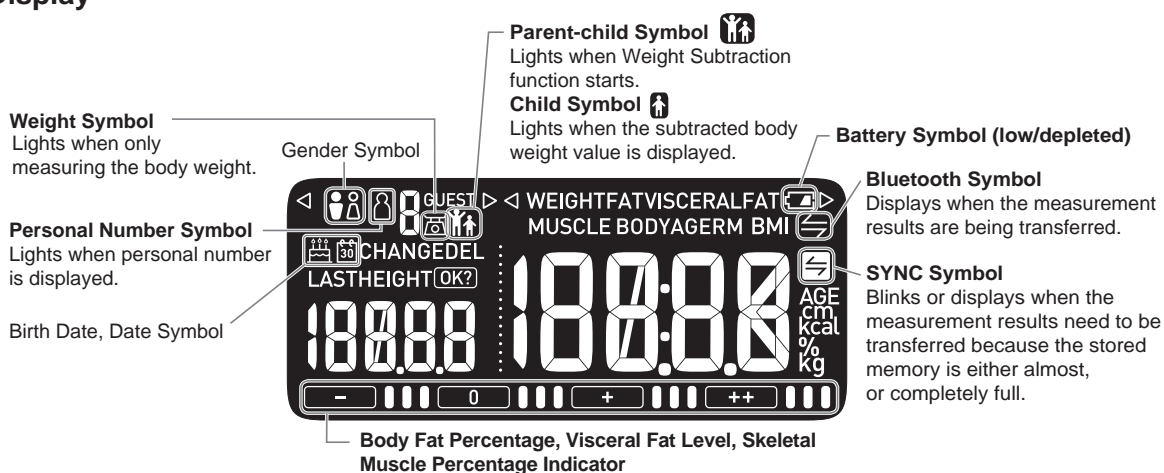 Display
Parent-child Symbol
Lights when Weight Subtraction
function starts.
Child Symbol
Lights when the subtracted body
weight value is displayed.
Weight Symbol
Lights when only
measuring the body weight.
Gender Symbol
Battery Symbol (low/depleted)
Bluetooth Symbol
Displays when the measurement
results are being transferred.
Personal Number Symbol
Lights when personal number
is displayed.
SYNC Symbol
Blinks or displays when the
measurement results need to be
transferred because the stored
memory is either almost,
or completely full.
Birth Date, Date Symbol
8 GUEST
30 CHANGEDEL
LASTHEIGHT OK?
188.8.8
WEIGHTFATVISCERALFAT
MUSCLE BODYAGERM BMI
188:8.8
AGE
cm
kcal
%
kg
- 0 + ++
Body Fat Percentage, Visceral Fat Level, Skeletal
Muscle Percentage Indicator